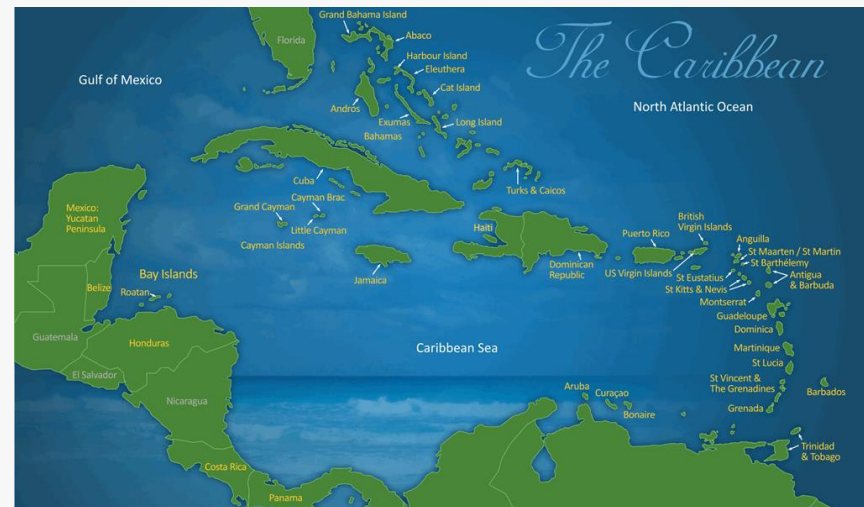 Grand Bahama Island
Florida
The Caribbean
Abaco
Harbour Island
Eleuthera
Gulf of Mexico
Cat Island
North Atlantic Ocean
Andros
Exumas
Long Island
Bahamas
Cuba
Turks & Caicos
Cayman Brac
Mexico:
Yucatan
Peninsula
Grand Cayman
Little Cayman
Cayman Islands
Haiti
Puerto Rico
British
Virgin Islands
Anguilla
St Maarten / St Martin
St Barthélemy
Jamaica
Dominican
Republic
US Virgin Islands
St Eustatius
Antigua
& Barbuda
St Kitts & Nevis
Bay Islands
Belize
Roatan
Montserrat
Guadeloupe
Dominica
Guatemala
Honduras
Caribbean Sea
Martinique
St Lucia
El Salvador
Nicaragua
Aruba
Curaçao
Bonaire
St Vincent &
The Grenadines
Barbados
Grenada
Trinidad
& Tobago
Costa Rica
Panama